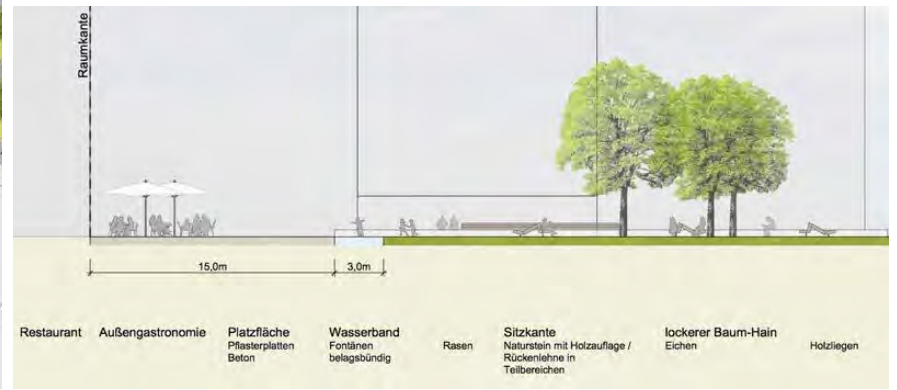 Raumkante
15,0m
3,0m
Restaurant
Außengastronomie
Platzfläche
Pflasterplatten
Beton
Wasserband
Fontänen
belagsbündig
Rasen
Sitzkante
Naturstein mit Holzauflage /
Rückenlehne in
Teilbereichen
lockerer Baum-Hain
Eichen
Holzliegen